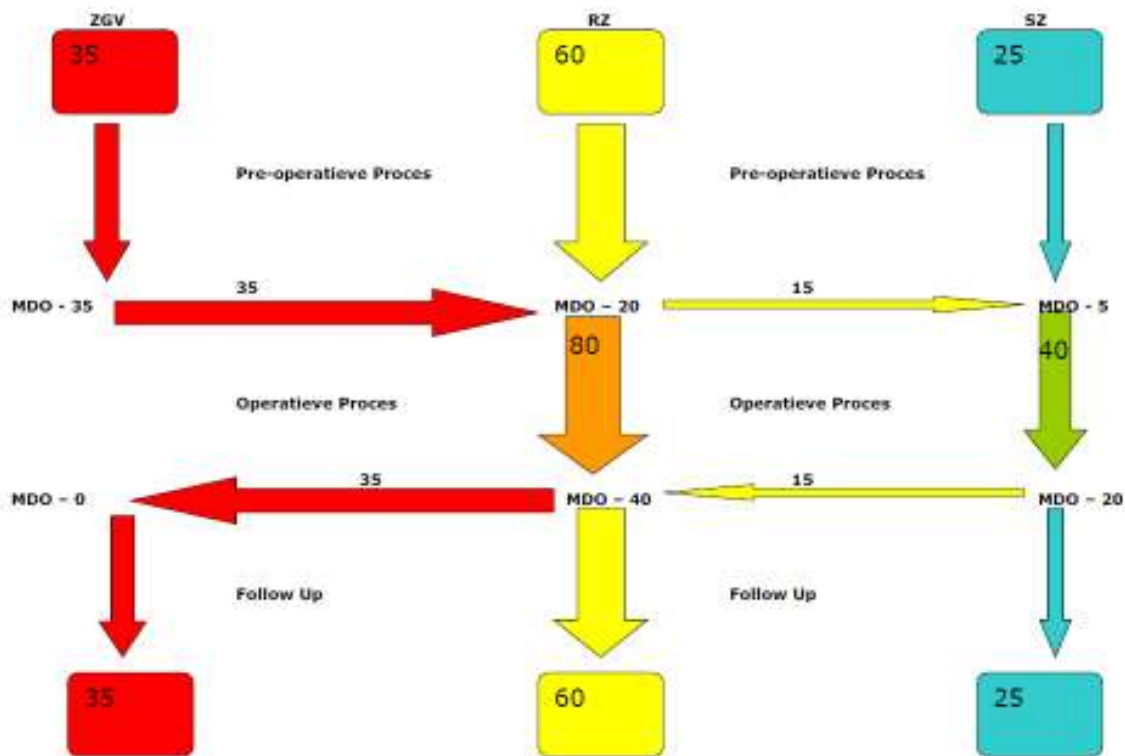 ZGV RZ SZ
35 60 25
Pre-operatieve Proces Pre-operatieve Proces
35 15
MDO - 35 MDO – 20 MDO - 5
80 40
Operatieve Proces Operatieve Proces
35 15
MDO – 0 MDO – 40 MDO – 20
Follow Up Follow Up
35 60 25